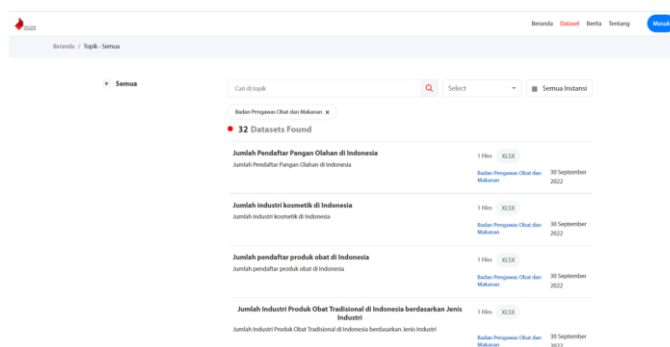 Beranda Dataset Berita Tentang Masuk
Beranda / Topik - Semua
Semua
Cari di topik
Select
Semua Instansi
Badan Pengawas Obat dan Makanan x
32 Datasets Found
Jumlah Pendaftar Pangan Olahan di Indonesia
Jumlah Pendaftar Pangan Olahan di Indonesia
1 Files XLSX
Badan Pengawas Obat dan
Makanan
30 September
2022
Jumlah industri kosmetik di Indonesia
Jumlah industri kosmetik di Indonesia
1 Files XLSX
Badan Pengawas Obat dan
Makanan
30 September
2022
Jumlah pendaftar produk obat di Indonesia
Jumlah pendaftar produk obat di Indonesia
1 Files XLSX
Badan Pengawas Obat dan
Makanan
30 September
2022
Jumlah Industri Produk Obat Tradisional di Indonesia berdasarkan Jenis
Industri
Jumlah Industri Produk Obat Tradisional di Indonesia berdasarkan Jenis Industri
1 Files XLSX
Badan Pengawas Obat dan
Makanan
30 September
2022